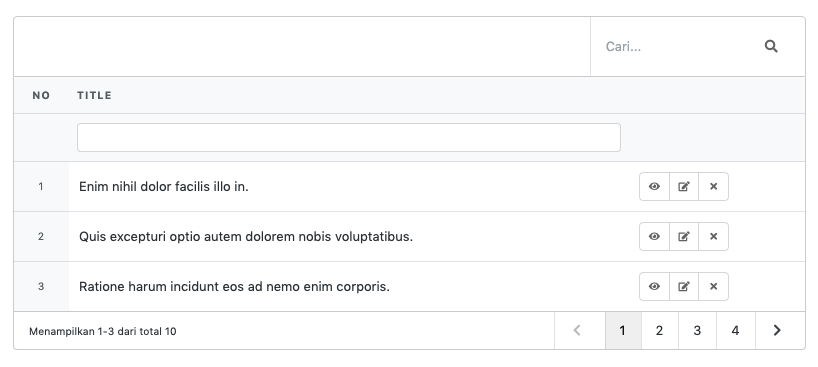 Cari...
NO TITLE
1 Enim nihil dolor facilis illo in.
2 Quis excepturi optio autem dolorem nobis voluptatibus.
3 Ratione harum incidunt eos ad nemo enim corporis.
Menampilkan 1-3 dari total 10 1 2 3 4